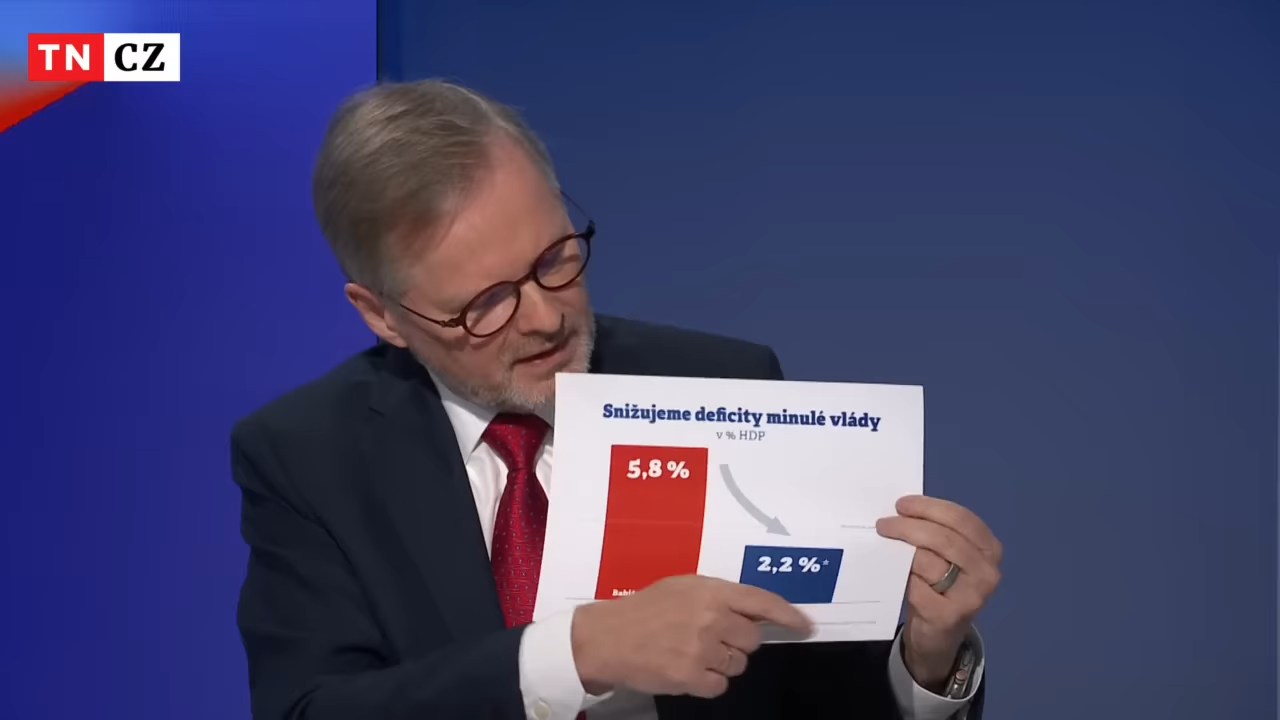 TN CZ
Snižujeme deficity minulé vlády
v % HDP
5,8 %
2,2 %*